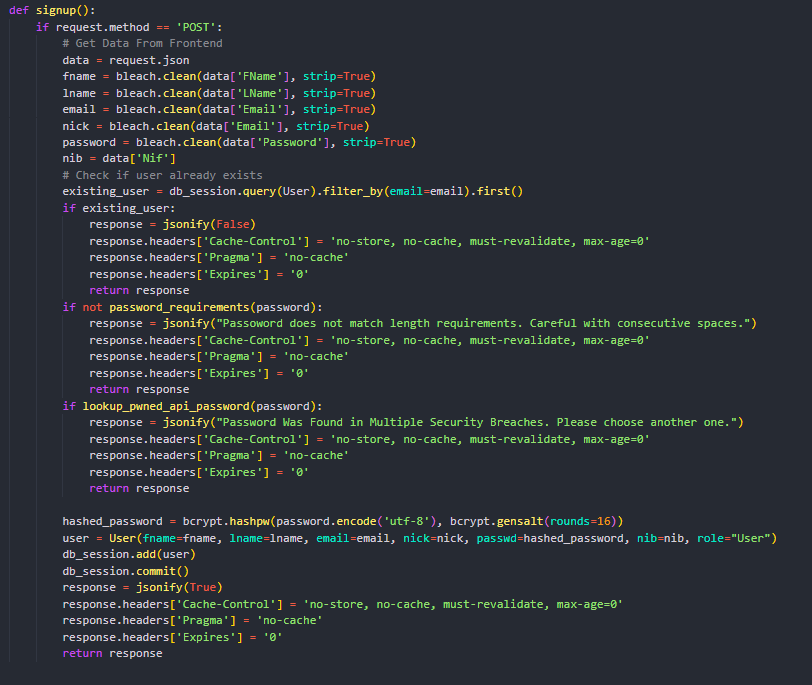 def signup():
if request.method == 'POST':
# Get Data From Frontend
data = request.json
fname = bleach.clean(data['FName'], strip=True)
lname = bleach.clean(data['LName'], strip=True)
email = bleach.clean(data['Email'], strip=True)
nick = bleach.clean(data['Email'], strip=True)
password = bleach.clean(data['Password'], strip=True)
nib = data['Nif']
# Check if user already exists
existing_user = db_session.query(User).filter_by(email=email).first()
if existing_user:
response = jsonify(False)
response.headers['Cache-Control'] = 'no-store, no-cache, must-revalidate, max-age=0'
response.headers['Pragma'] = 'no-cache'
response.headers['Expires'] = '0'
return response
if not password_requirements(password):
response = jsonify("Passoword does not match length requirements. Careful with consecutive spaces.")
response.headers['Cache-Control'] = 'no-store, no-cache, must-revalidate, max-age=0'
response.headers['Pragma'] = 'no-cache'
response.headers['Expires'] = '0'
return response
if lookup_pwned_api_password(password):
response = jsonify("Password Was Found in Multiple Security Breaches. Please choose another one.")
response.headers['Cache-Control'] = 'no-store, no-cache, must-revalidate, max-age=0'
response.headers['Pragma'] = 'no-cache'
response.headers['Expires'] = '0'
return response
hashed_password = bcrypt.hashpw(password.encode('utf-8'), bcrypt.gensalt(rounds=16))
user = User(fname=fname, lname=lname, email=email, nick=nick, passwd=hashed_password, nib=nib, role="User")
db_session.add(user)
db_session.commit()
response = jsonify(True)
response.headers['Cache-Control'] = 'no-store, no-cache, must-revalidate, max-age=0'
response.headers['Pragma'] = 'no-cache'
response.headers['Expires'] = '0'
return response